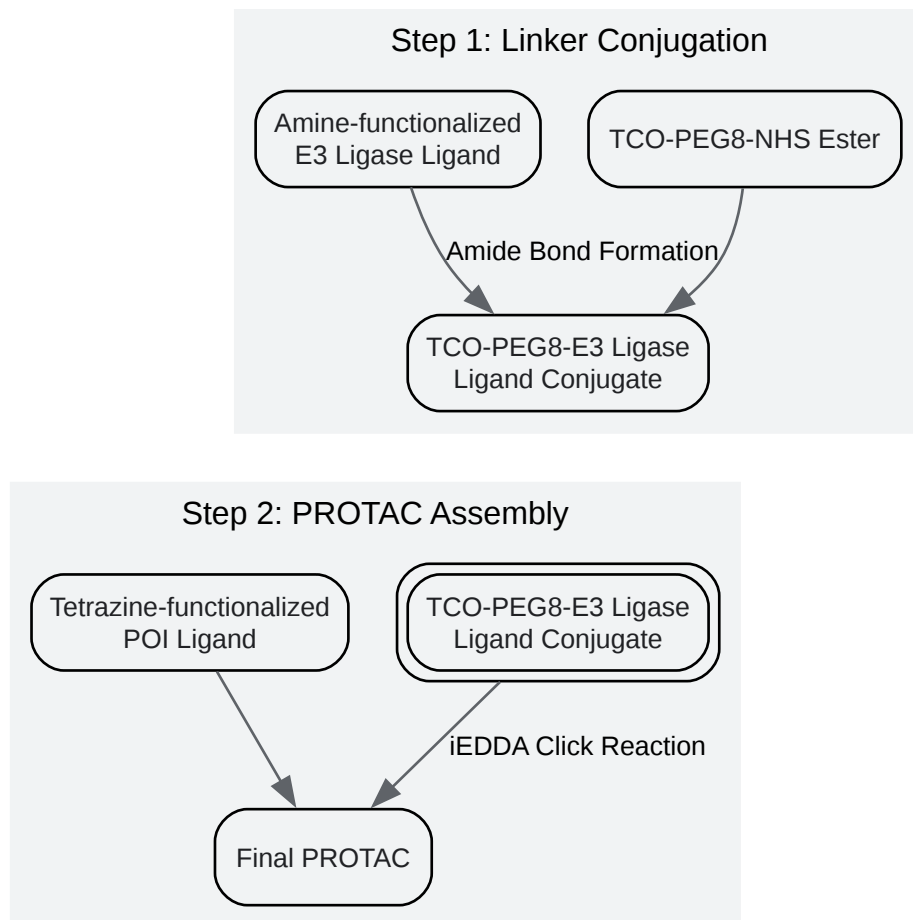 Step 1: Linker Conjugation
Amine-functionalized
E3 Ligase Ligand
TCO-PEG8-NHS Ester
Amide Bond Formation
TCO-PEG8-E3 Ligase
Ligand Conjugate
Step 2: PROTAC Assembly
Tetrazine-functionalized
POI Ligand
TCO-PEG8-E3 Ligase
Ligand Conjugate
iEDDA Click Reaction
Final PROTAC